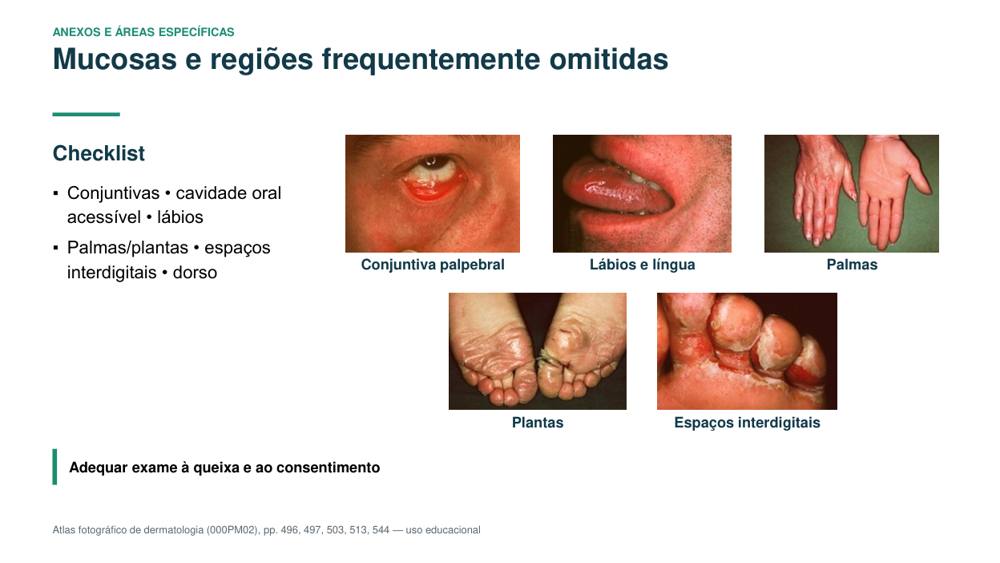 ANEXOS E ÁREAS ESPECÍFICAS
Mucosas e regiões frequentemente omitidas
Checklist
▪ Conjuntivas • cavidade oral
acessível • lábios
▪ Palmas/plantas • espaços
interdigitais • dorso
Conjuntiva palpebral
Lábios e língua
Palmas
Plantas
Espaços interdigitais
Adequar exame à queixa e ao consentimento
Atlas fotográfico de dermatologia (000PM02), pp. 496, 497, 503, 513, 544 — uso educacional